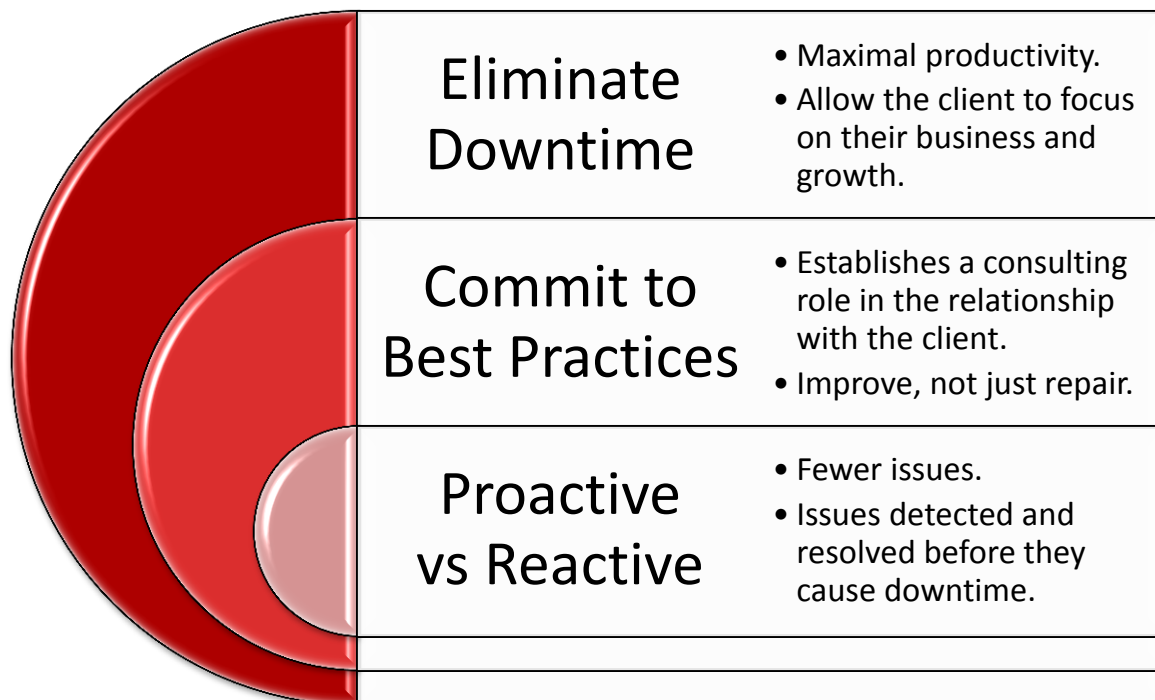 Eliminate
Downtime
• Maximal productivity.
• Allow the client to focus
on their business and
growth.
Commit to
Best Practices
• Establishes a consulting
role in the relationship
with the client.
• Improve, not just repair.
Proactive
vs Reactive
• Fewer issues.
• Issues detected and
resolved before they
cause downtime.